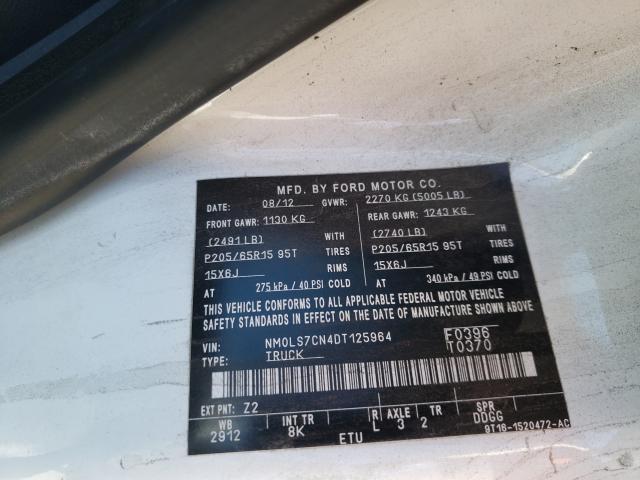 MFD. BY FORD MOTOR CO.
DATE: 08/12 GVWR: 2270 KG (5005 LB)
FRONT GAWR: 1130 KG REAR GAWR: 1243 KG
(2491 LB) WITH (2740 LB) WITH
P205/65R15 95T TIRES P205/65R15 95T TIRES
15X6J RIMS 15X6J RIMS
AT 275 kPa / 40 PSI COLD AT 340 kPa / 49 PSI COLD
THIS VEHICLE CONFORMS TO ALL APPLICABLE FEDERAL MOTOR VEHICLE
SAFETY STANDARDS IN EFFECT ON THE DATE OF MANUFACTURE SHOWN ABOVE.
VIN: NM0LS7CN4DT125964 F0396
TYPE: TRUCK T0370
EXT PNT: Z2
WB INT TR R AXLE TR SPR
2912 8K L 3 2 DDGG
ETU 9T16-1520472-AC